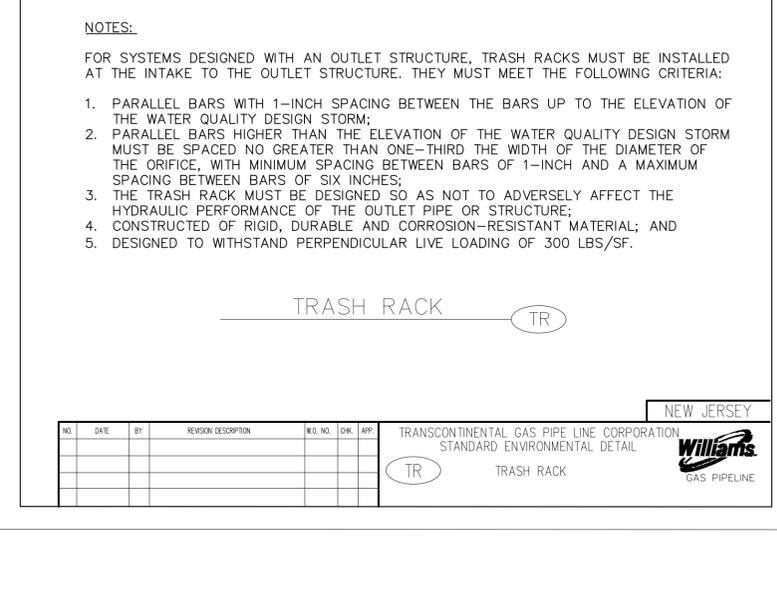 NOTES:
FOR SYSTEMS DESIGNED WITH AN OUTLET STRUCTURE, TRASH RACKS MUST BE INSTALLED
AT THE INTAKE TO THE OUTLET STRUCTURE. THEY MUST MEET THE FOLLOWING CRITERIA:
1. PARALLEL BARS WITH 1-INCH SPACING BETWEEN THE BARS UP TO THE ELEVATION OF
THE WATER QUALITY DESIGN STORM;
2. PARALLEL BARS HIGHER THAN THE ELEVATION OF THE WATER QUALITY DESIGN STORM
MUST BE SPACED NO GREATER THAN ONE-THIRD THE WIDTH OF THE DIAMETER OF
THE ORIFICE, WITH MINIMUM SPACING BETWEEN BARS OF 1-INCH AND A MAXIMUM
SPACING BETWEEN BARS OF SIX INCHES;
3. THE TRASH RACK MUST BE DESIGNED SO AS NOT TO ADVERSELY AFFECT THE
HYDRAULIC PERFORMANCE OF THE OUTLET PIPE OR STRUCTURE;
4. CONSTRUCTED OF RIGID, DURABLE AND CORROSION-RESISTANT MATERIAL; AND
5. DESIGNED TO WITHSTAND PERPENDICULAR LIVE LOADING OF 300 LBS/SF.
TRASH RACK TR
NEW JERSEY
NO. DATE BY REVISION DESCRIPTION W.O. NO. CHK. APP.
TRANSCONTINENTAL GAS PIPE LINE CORPORATION
STANDARD ENVIRONMENTAL DETAIL
TR TRASH RACK
Williams
GAS PIPELINE